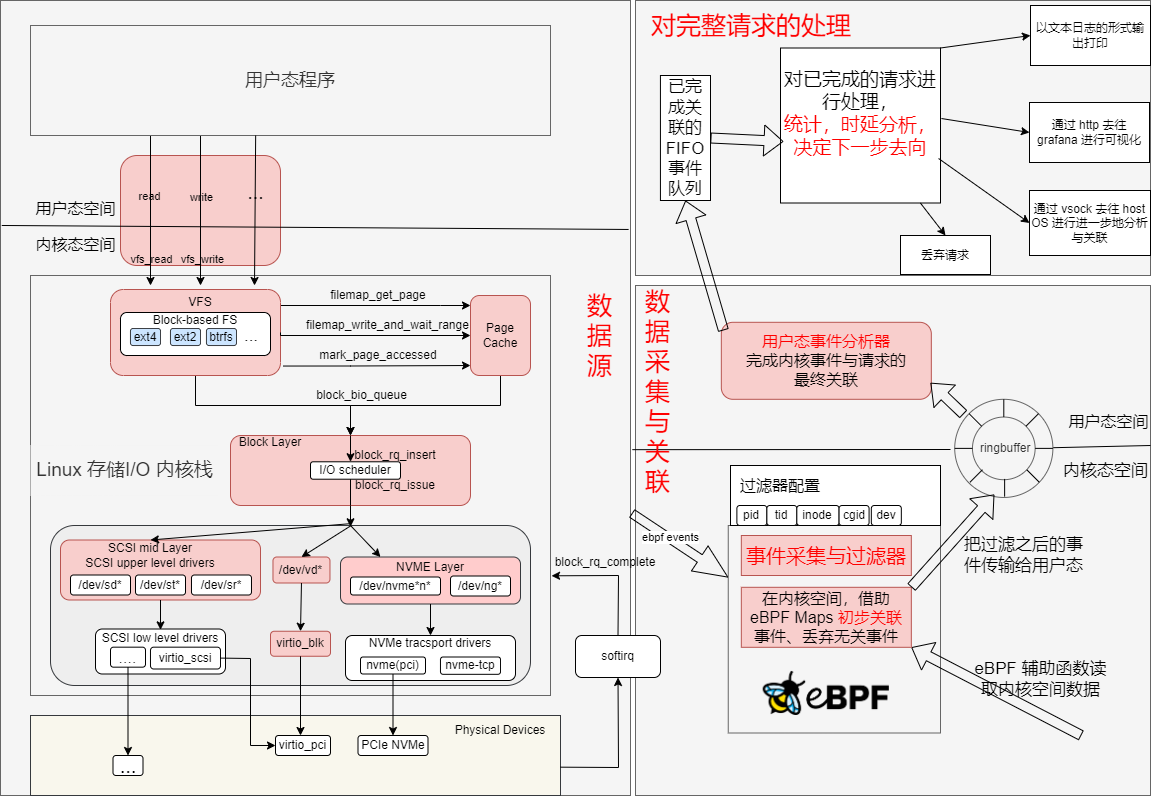 用户态程序
read
write
...
用户态空间
内核态空间
vfs_read
vfs_write
VFS
Block-based FS
ext4
ext2
btrfs
...
filemap_get_page
filemap_write_and_wait_range
mark_page_accessed
Page
Cache
block_bio_queue
Block Layer
block_rq_insert
I/O scheduler
block_rq_issue
Linux 存储I/O 内核栈
SCSI mid Layer
SCSI upper level drivers
/dev/sd*
/dev/st*
/dev/sr*
/dev/vd*
NVME Layer
/dev/nvme*n*
/dev/ng*
SCSI low level drivers
....
virtio_scsi
virtio_blk
NVMe tracsport drivers
nvme(pci)
nvme-tcp
Physical Devices
...
virtio_pci
PCIe NVMe
block_rq_complete
softirq
数
据
源
对完整请求的处理
已完
成关
联的
FIFO
事件
队列
对已完成的请求进
行处理，
统计，时延分析，
决定下一步去向
以文本日志的形式输
出打印
通过 http 去往
grafana 进行可视化
通过 vsock 去往 host
OS 进行进一步地分析
与关联
丢弃请求
数
据
采
集
与
关
联
用户态事件分析器
完成内核事件与请求的
最终关联
ringbuffer
用户态空间
内核态空间
过滤器配置
pid
tid
inode
cgid
dev
ebpf events
事件采集与过滤器
在内核空间，借助
eBPF Maps 初步关联
事件、丢弃无关事件
eBPF
把过滤之后的事
件传输给用户态
eBPF 辅助函数读
取内核空间数据